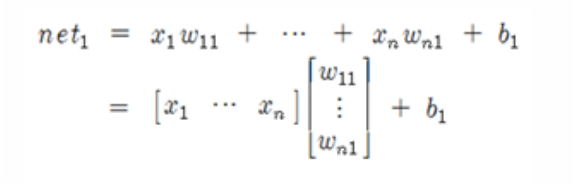 net₁ = x₁w₁₁ + ⋯ + xₙwₙ₁ + b₁
= [x₁ ⋯ xₙ] [w₁₁ ⋮ wₙ₁] + b₁